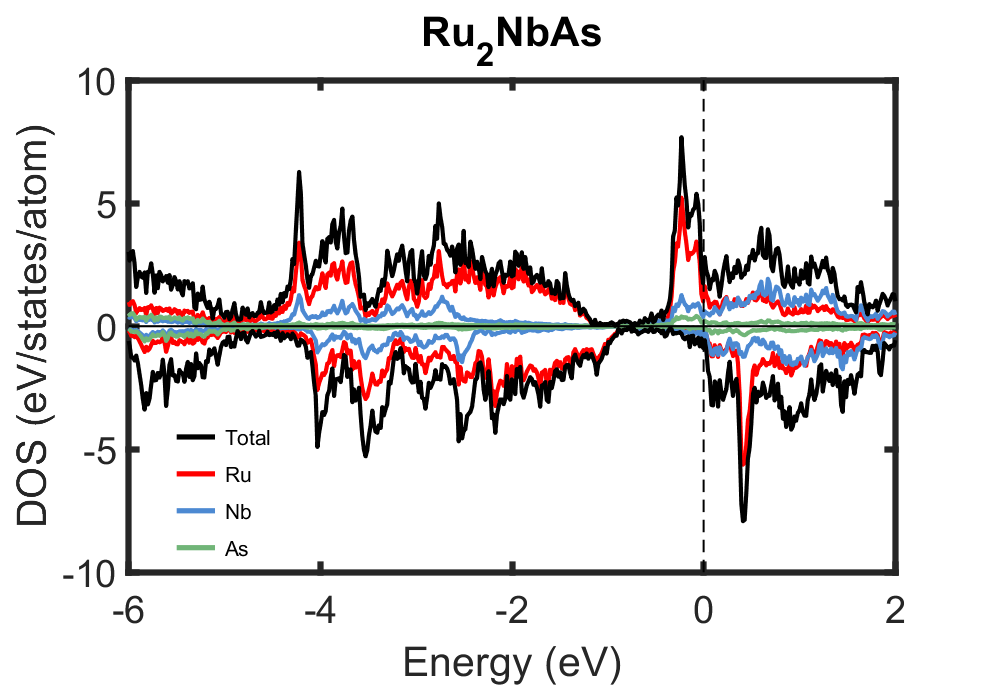 Ru2NbAs
10
5
0
-5
-10
DOS (eV/states/atom)
Total
Ru
Nb
As
-6 -4 -2 0 2
Energy (eV)